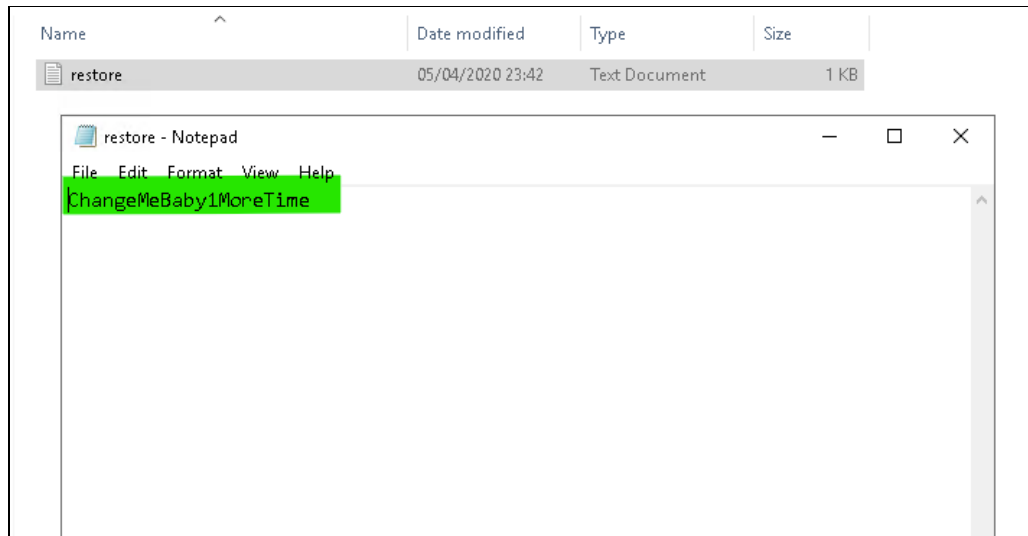 Name Date modified Type Size
restore 05/04/2020 23:42 Text Document 1 KB
restore - Notepad
File Edit Format View Help
ChangeMeBaby1MoreTime